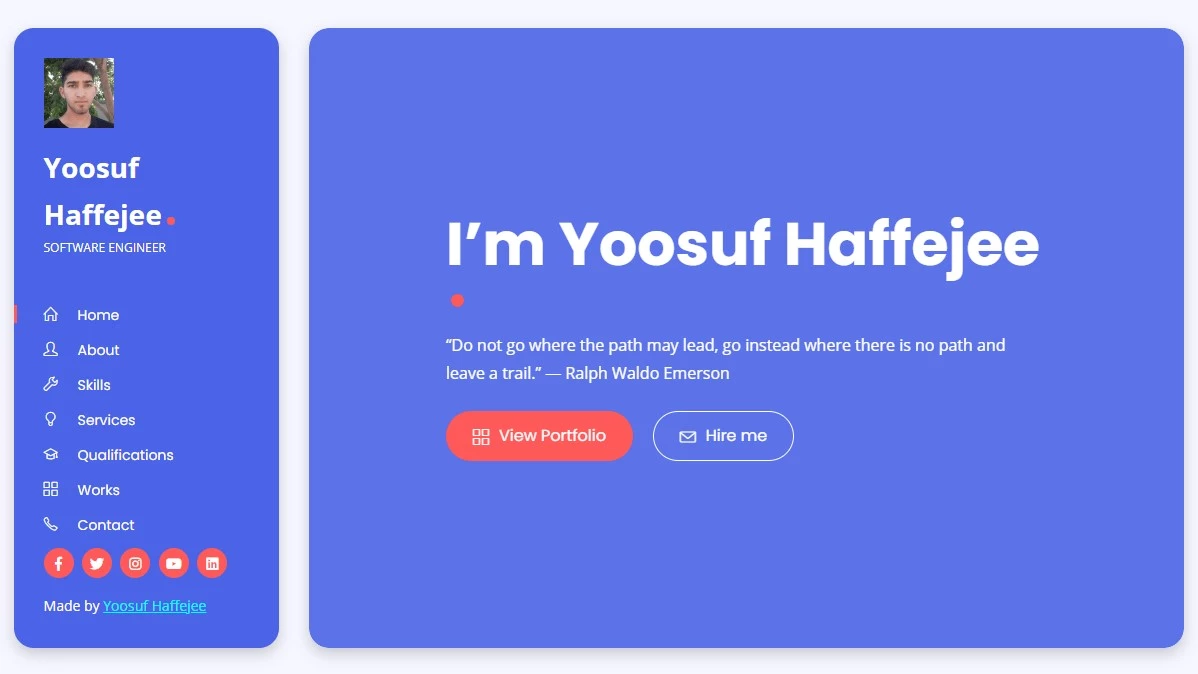 Yoosuf
Haffejee
SOFTWARE ENGINEER
Home
About
Skills
Services
Qualifications
Works
Contact
Made by Yoosuf Haffejee
I’m Yoosuf Haffejee
“Do not go where the path may lead, go instead where there is no path and
leave a trail.“ — Ralph Waldo Emerson
View Portfolio
Hire me